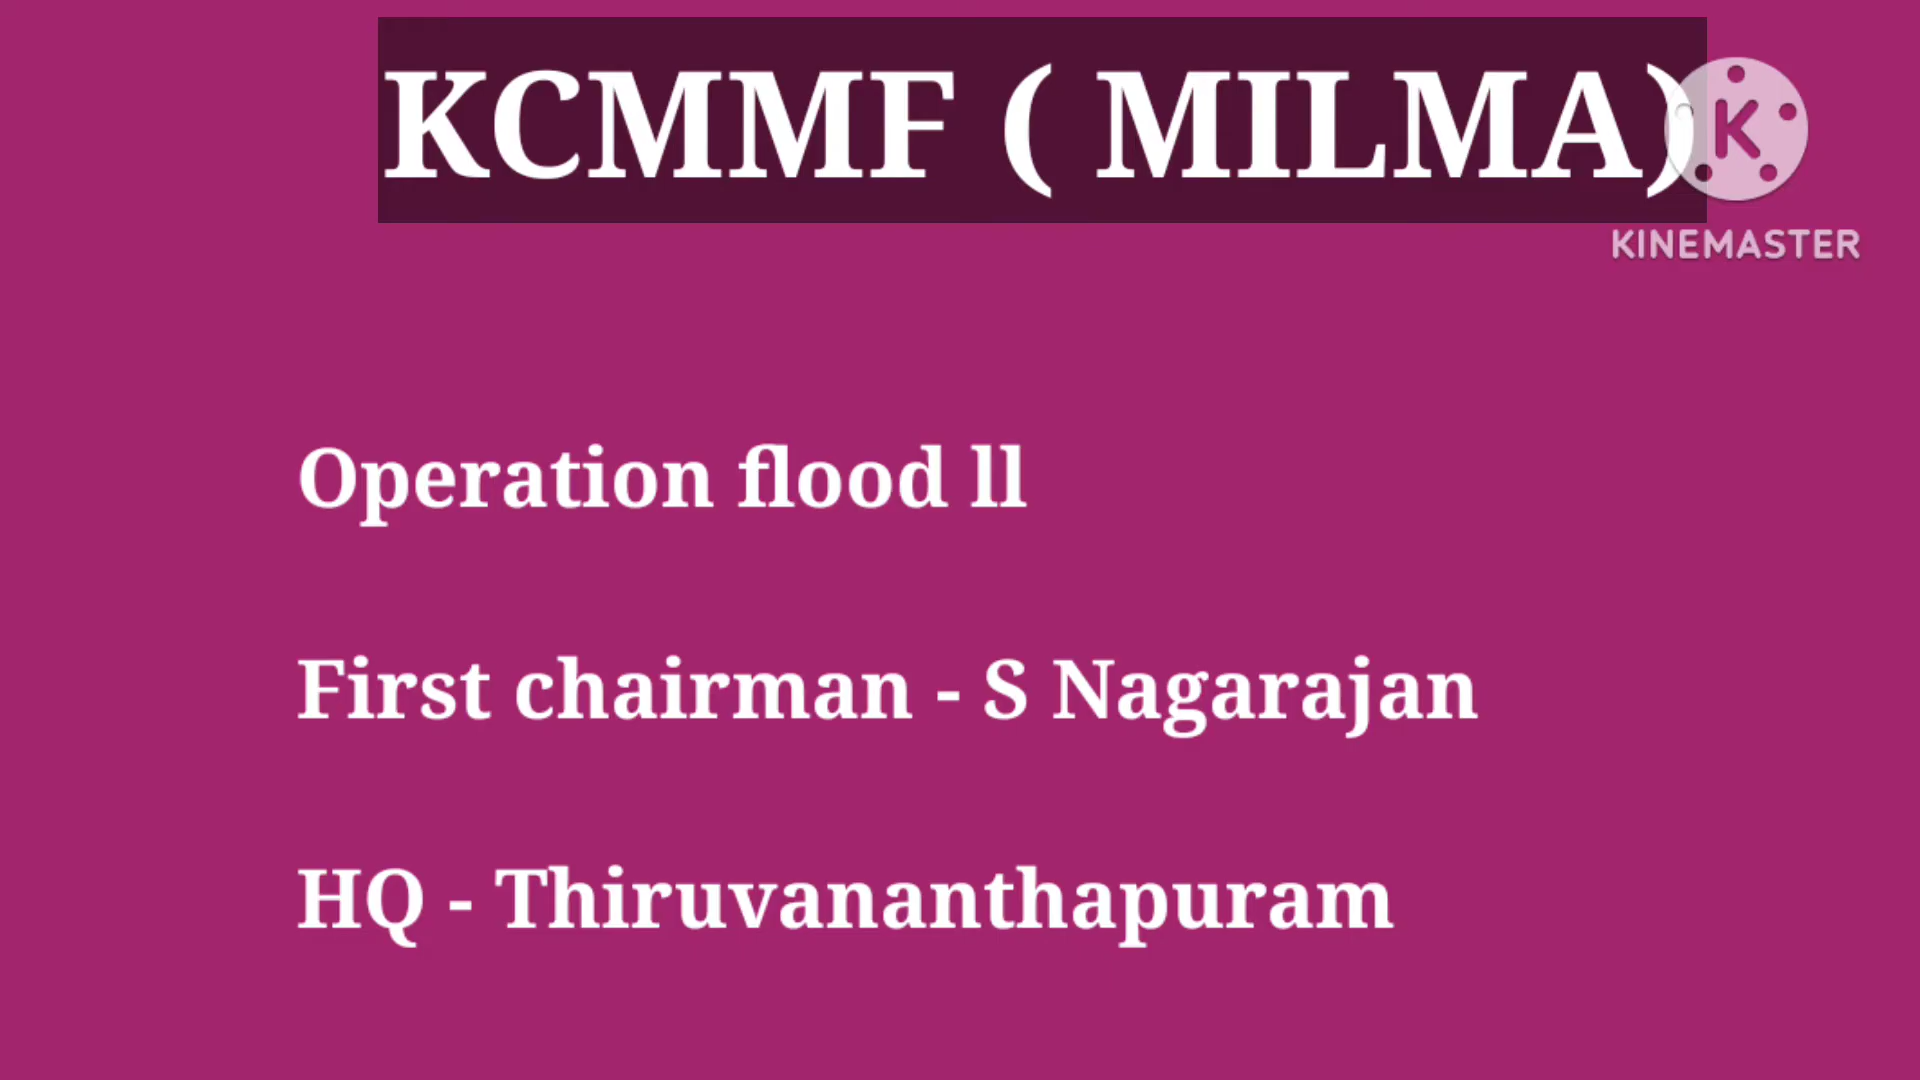 KCMMF ( MILMA)
K
KINEMASTER
Operation flood ll
First chairman - S Nagarajan
HQ - Thiruvananthapuram